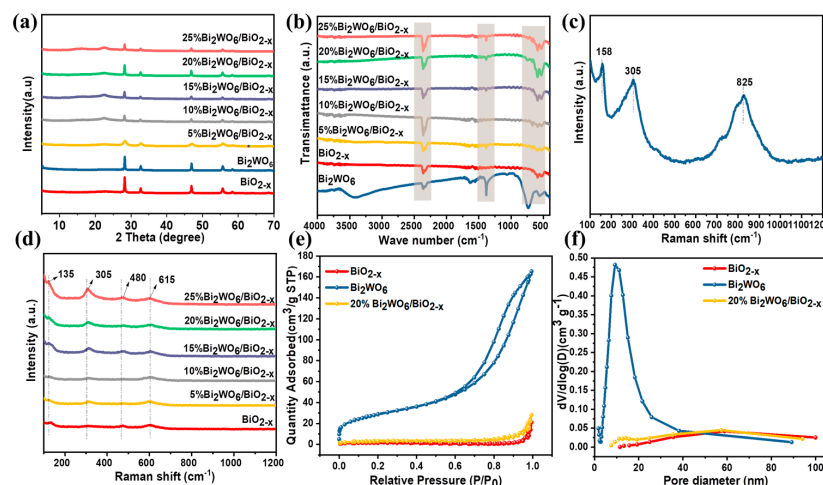 (a)
Intensity(a.u)
25%Bi₂WO₆/BiO₂₋ₓ
20%Bi₂WO₆/BiO₂₋ₓ
15%Bi₂WO₆/BiO₂₋ₓ
10%Bi₂WO₆/BiO₂₋ₓ
5%Bi₂WO₆/BiO₂₋ₓ
Bi₂WO₆
BiO₂₋ₓ
10 20 30 40 50 60 70
2 Theta (degree)
(b)
Transimattance (a.u.)
25%Bi₂WO₆/BiO₂₋ₓ
20%Bi₂WO₆/BiO₂₋ₓ
15%Bi₂WO₆/BiO₂₋ₓ
10%Bi₂WO₆/BiO₂₋ₓ
5%Bi₂WO₆/BiO₂₋ₓ
BiO₂₋ₓ
Bi₂WO₆
4000 3500 3000 2500 2000 1500 1000 500
Wave number (cm⁻¹)
(c)
Intensity (a.u.)
158
305
825
100 200 300 400 500 600 700 800 900 1000 1100 1200
Raman shift (cm⁻¹)
(d)
Intensity (a.u.)
135
305
480
615
25%Bi₂WO₆/BiO₂₋ₓ
20%Bi₂WO₆/BiO₂₋ₓ
15%Bi₂WO₆/BiO₂₋ₓ
10%Bi₂WO₆/BiO₂₋ₓ
5%Bi₂WO₆/BiO₂₋ₓ
BiO₂₋ₓ
200 400 600 800 1000 1200
Raman shift (cm⁻¹)
(e)
Quantity Adsorbed(cm³/g STP)
180
160
140
120
100
80
60
40
20
0
BiO₂₋ₓ
Bi₂WO₆
20% Bi₂WO₆/BiO₂₋ₓ
0.0 0.2 0.4 0.6 0.8 1.0
Relative Pressure (P/P₀)
(f)
dV/dlog(D)(cm³ g⁻¹)
0.50
0.45
0.40
0.35
0.30
0.25
0.20
0.15
0.10
0.05
0.00
BiO₂₋ₓ
Bi₂WO₆
20% Bi₂WO₆/BiO₂₋ₓ
0 20 40 60 80 100
Pore diameter (nm)